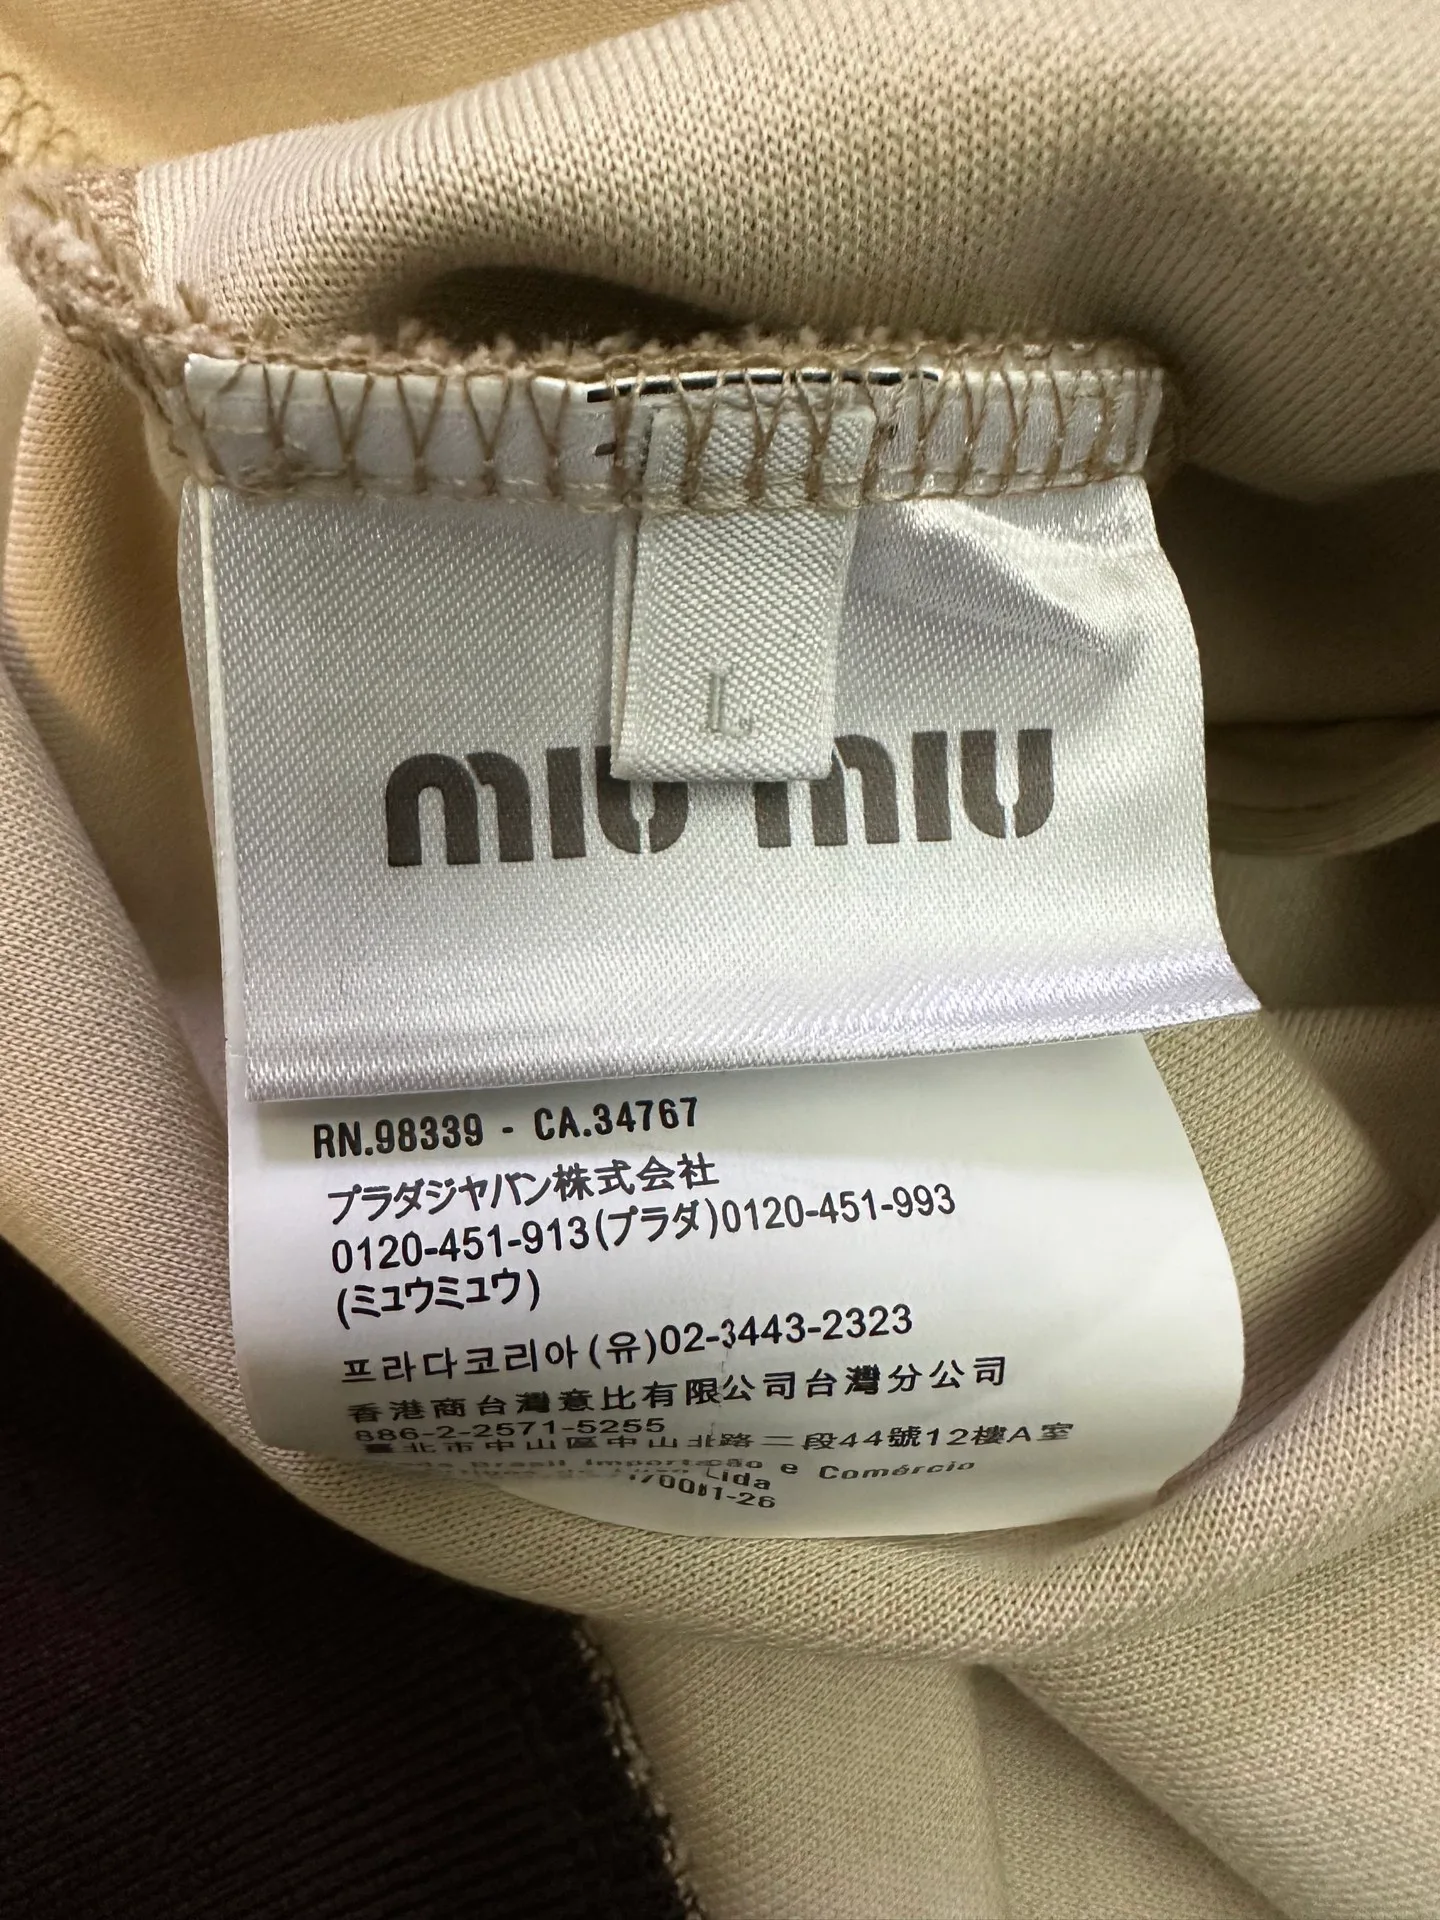 L
miu miu
RN.98339 - CA.34767
プラダジャパン株式会社
0120-451-913(プラダ)0120-451-993
(ミュウミュウ)
프라다코리아(유)02-3443-2323
香港商台灣意比有限公司台灣分公司
886-2-2571-5255
臺北市中山區中山北路二段44號12樓A室
Brasil Importação e Comércio
Ltda